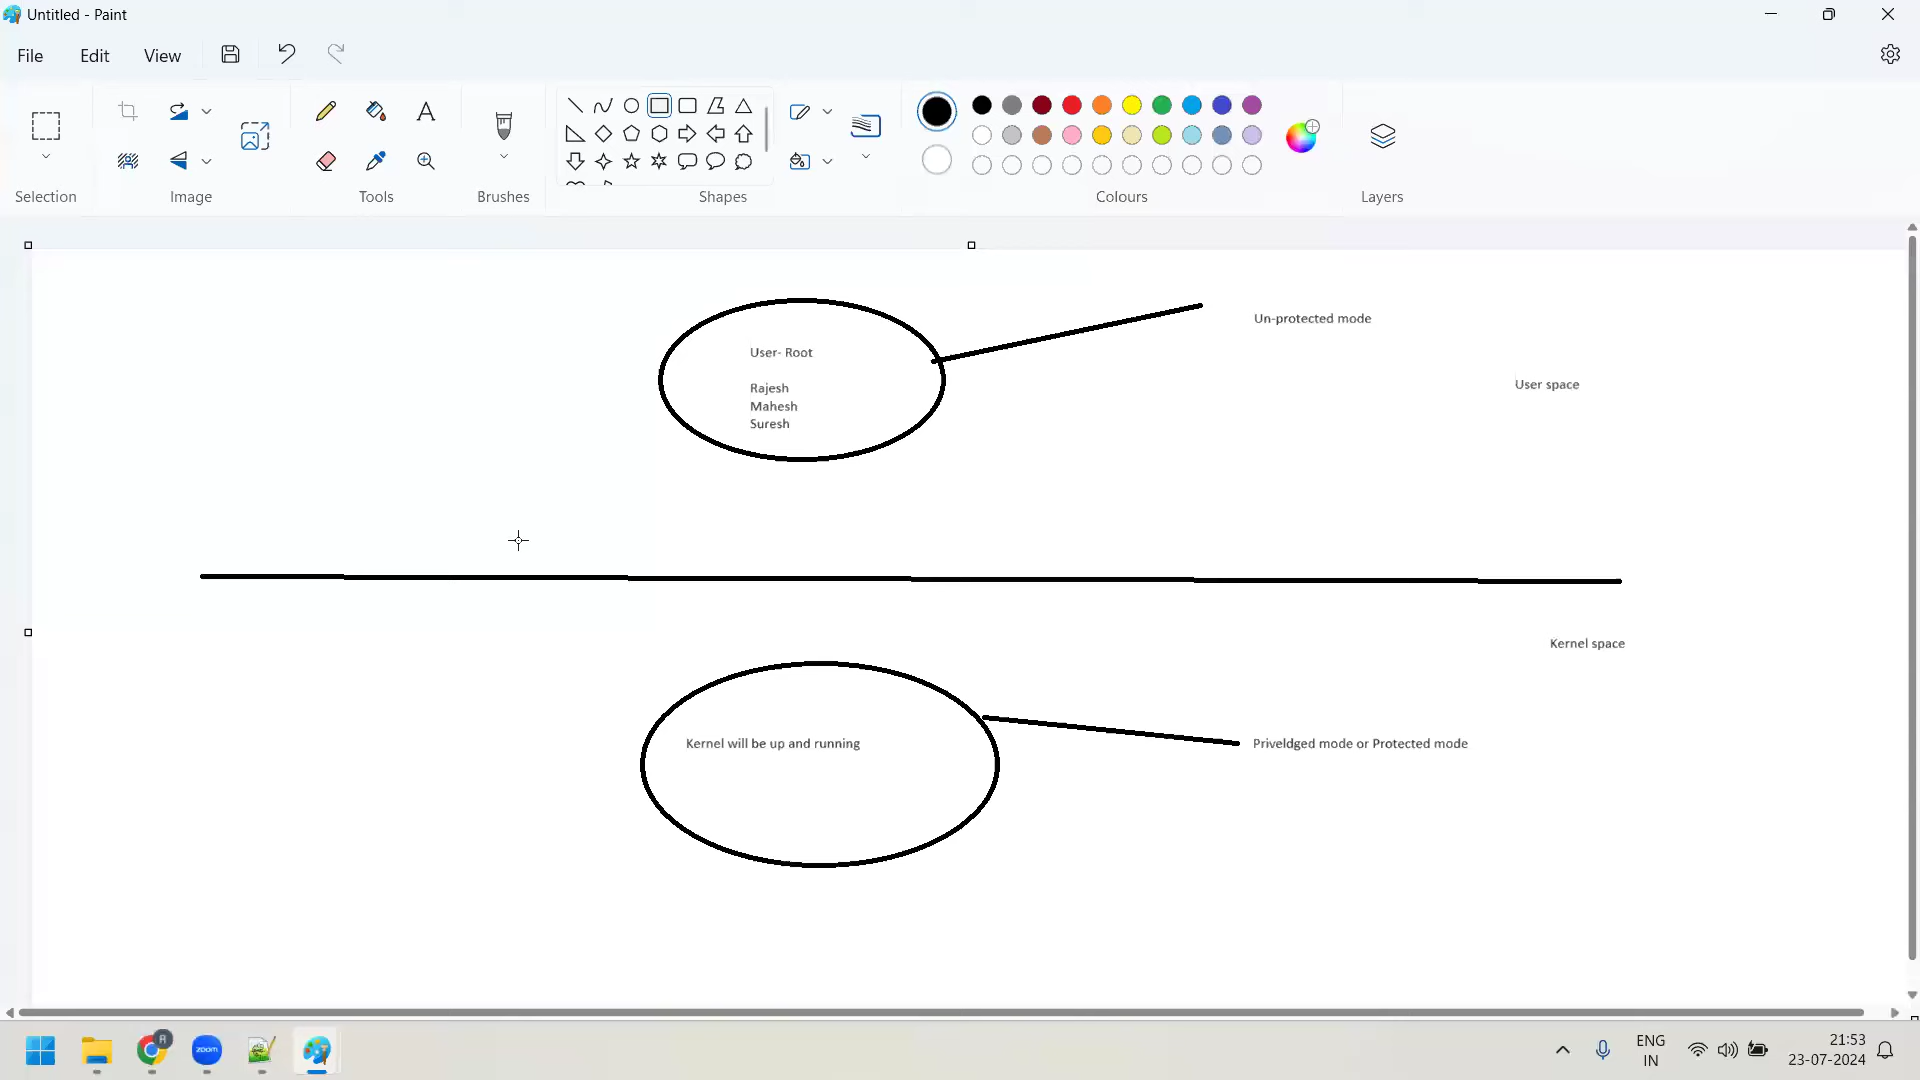 Untitled - Paint
File
Edit
View
Selection
Image
Tools
Brushes
Shapes
Colours
Layers
Un-protected mode
User- Root
User space
Rajesh
Mahesh
Suresh
Kernel space
Kernel will be up and running
Priveldged mode or Protected mode
R
zoom
ENG
IN
21:53
23-07-2024